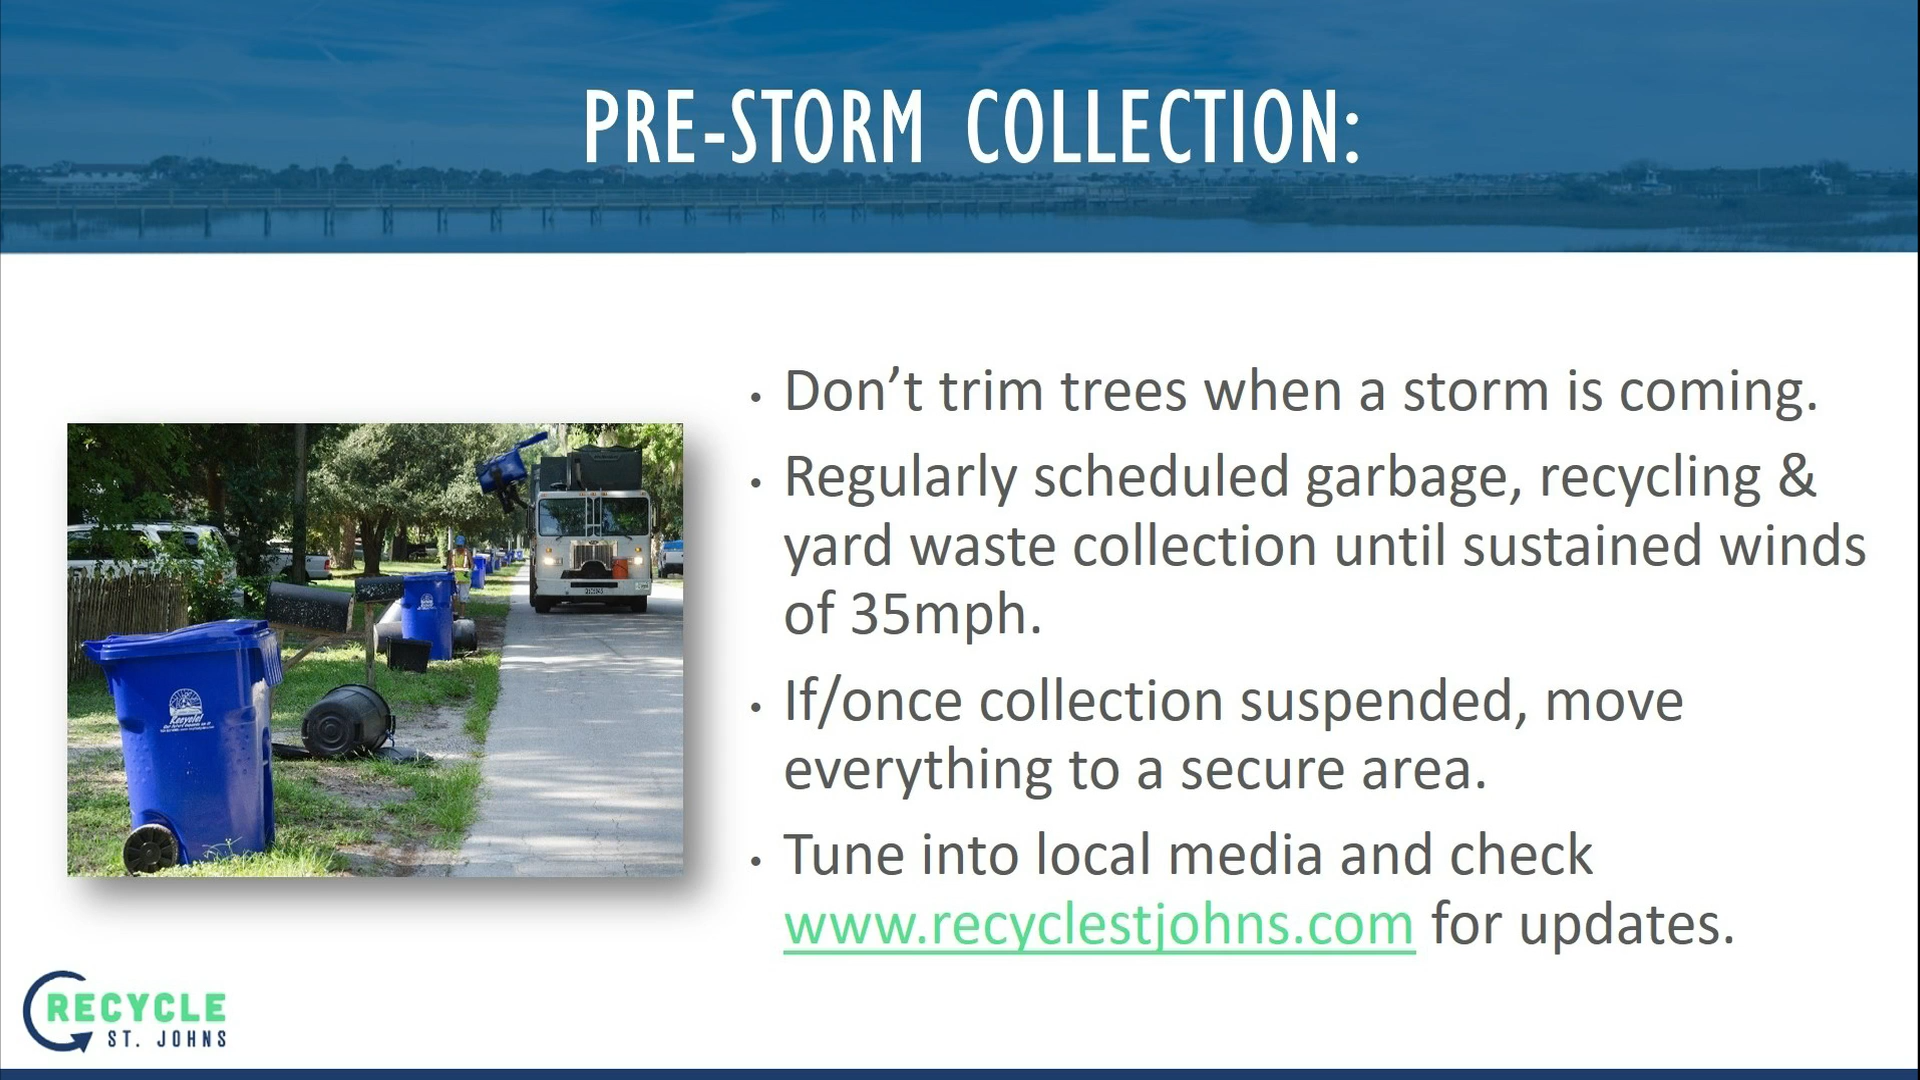 PRE-STORM COLLECTION:
• Don’t trim trees when a storm is coming.
• Regularly scheduled garbage, recycling &
yard waste collection until sustained winds
of 35mph.
• If/once collection suspended, move
everything to a secure area.
• Tune into local media and check
www.recyclestjohns.com for updates.
Recycle!
RECYCLE
ST. JOHNS